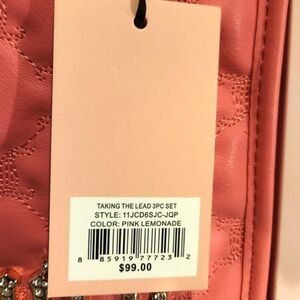 TAKING THE LEAD 3PC SET
STYLE: 11JCD6SJC-JQP
COLOR: PINK LEMONADE
8 85919 77723 2
$99.00